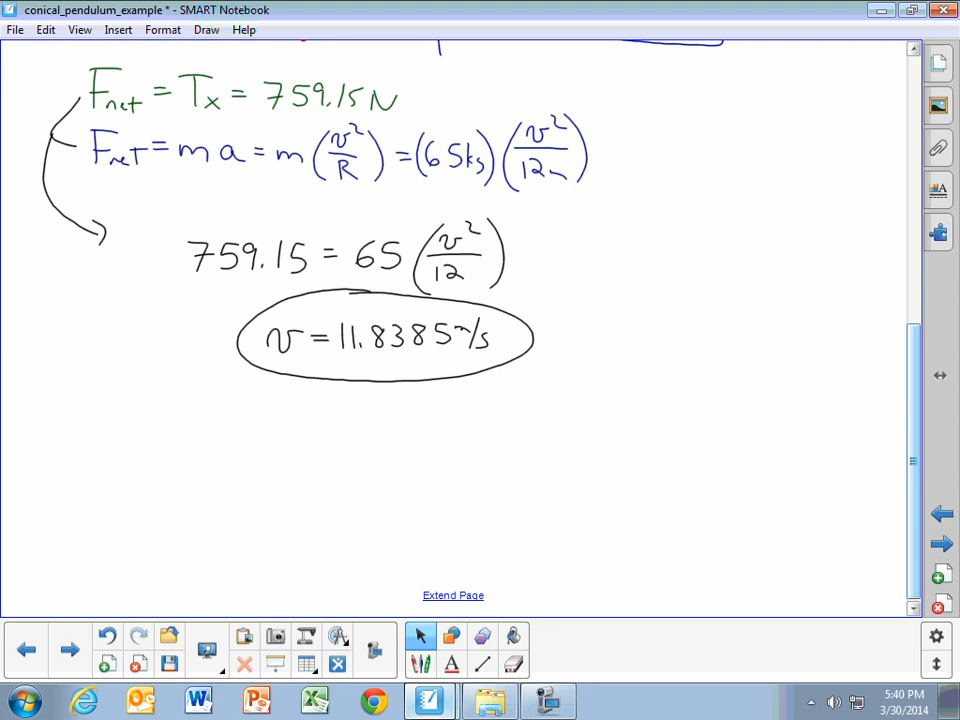 conical_pendulum_example * - SMART Notebook
File Edit View Insert Format Draw Help
Fnet = Tx = 759.15N
Fnet = ma = m (v²/R) = (65kg) (v²/12m)
759.15 = 65 (v²/12)
v = 11.8385 m/s
Extend Page
5:40 PM
3/30/2014